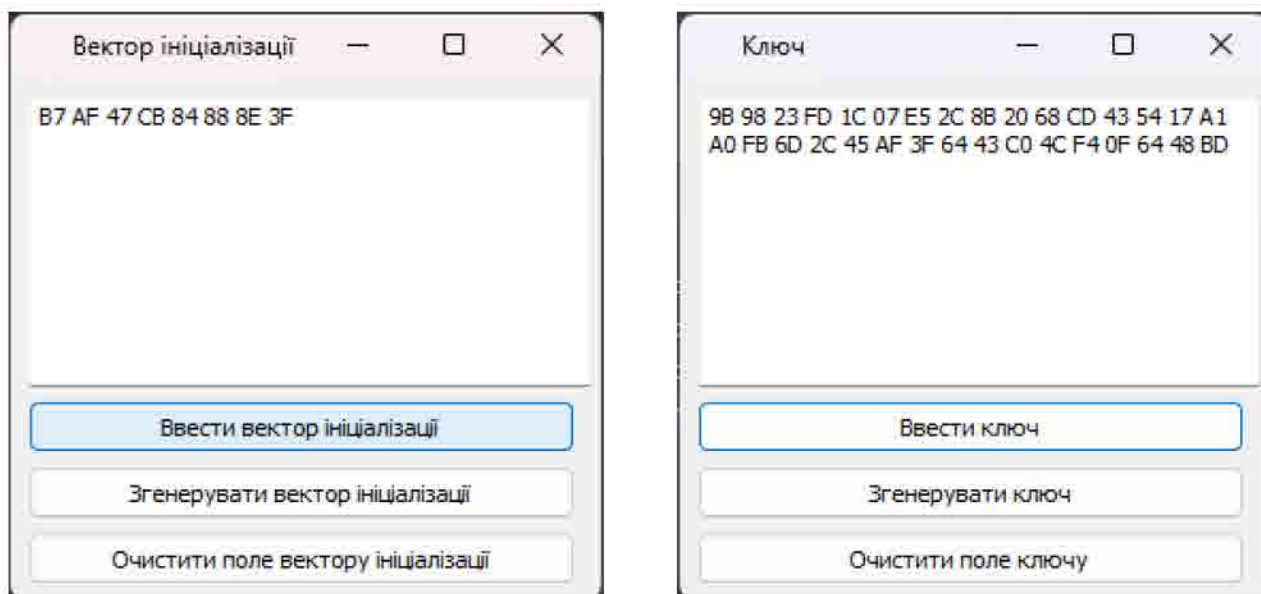 Вектор ініціалізації
B7 AF 47 CB 84 88 8E 3F
Ввести вектор ініціалізації
Згенерувати вектор ініціалізації
Очистити поле вектору ініціалізації
Ключ
9B 98 23 FD 1C 07 E5 2C 8B 20 68 CD 43 54 17 A1
A0 FB 6D 2C 45 AF 3F 64 43 C0 4C F4 0F 64 48 BD
Ввести ключ
Згенерувати ключ
Очистити поле ключу